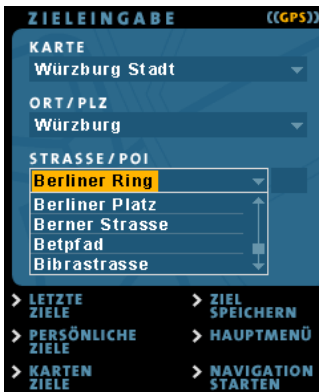 ZIELEINGABE ((GPS))
KARTE
Würzburg Stadt
ORT/PLZ
Würzburg
STRASSE/POI
Berliner Ring
Berliner Platz
Berner Strasse
Betpfad
Bibrastrasse
LETZTE ZIELE
ZIEL SPEICHERN
PERSÖNLICHE ZIELE
HAUPTMENÜ
KARTEN ZIELE
NAVIGATION STARTEN